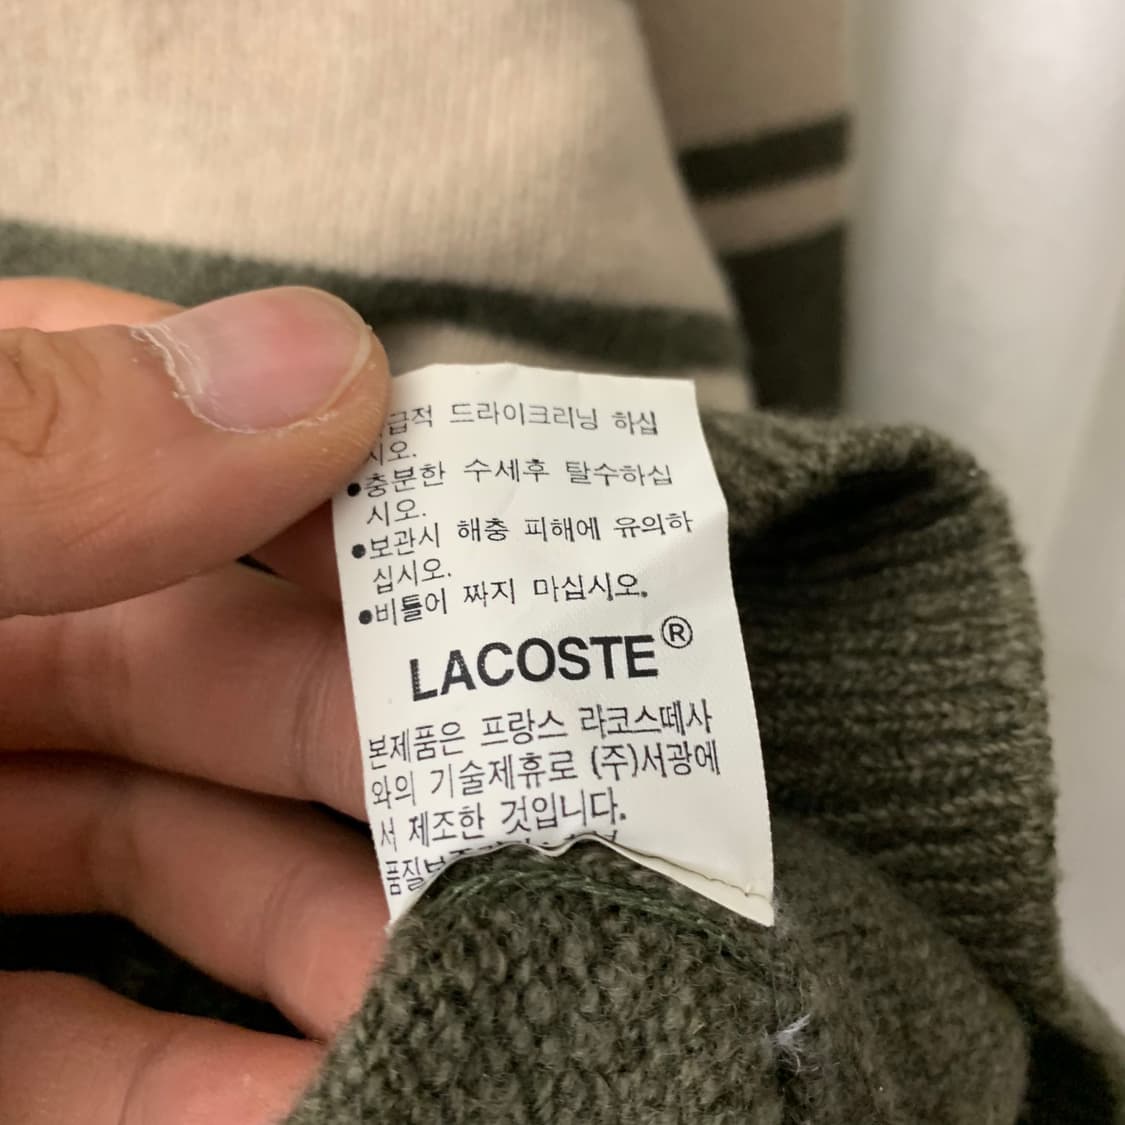 드라이크리닝 하십
시오.
●충분한 수세후 탈수하십
시오.
●보관시 해충 피해에 유의하
십시오.
●비틀어 짜지 마십시오.
LACOSTE®
본제품은 프랑스 라코스떼사
와의 기술제휴로 (주)서광에
서 제조한 것입니다.